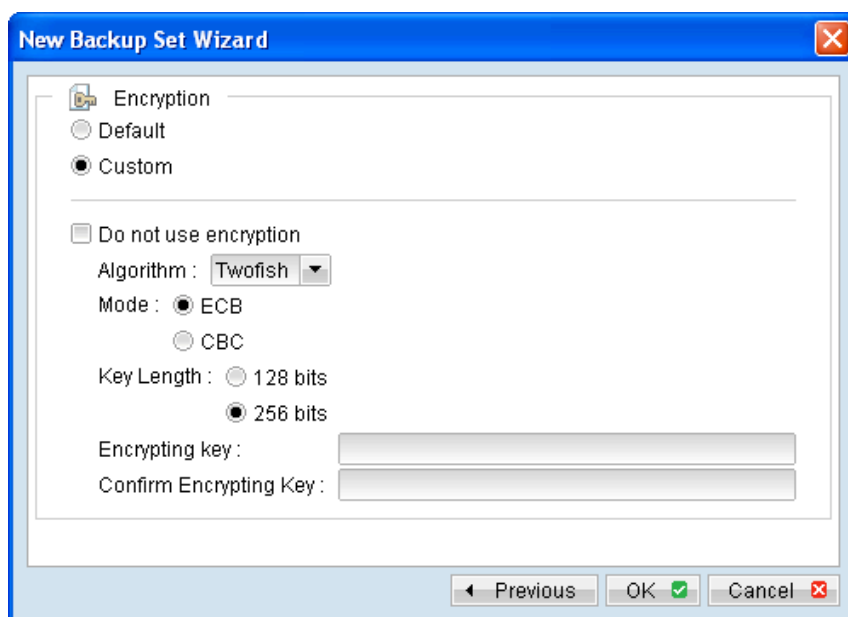 New Backup Set Wizard
Encryption
Default
Custom
Do not use encryption
Algorithm : Twofish
Mode : ECB
CBC
Key Length : 128 bits
256 bits
Encrypting key :
Confirm Encrypting Key :
Previous OK Cancel